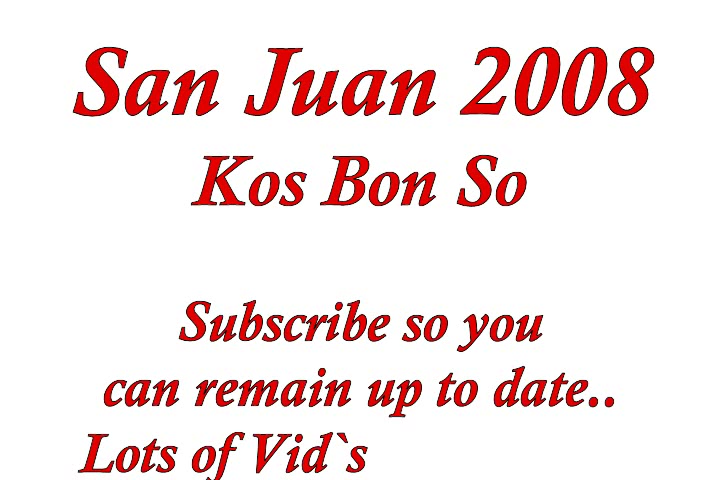 San Juan 2008
Kos Bon So
Subscribe so you
can remain up to date..
Lots of Vid`s